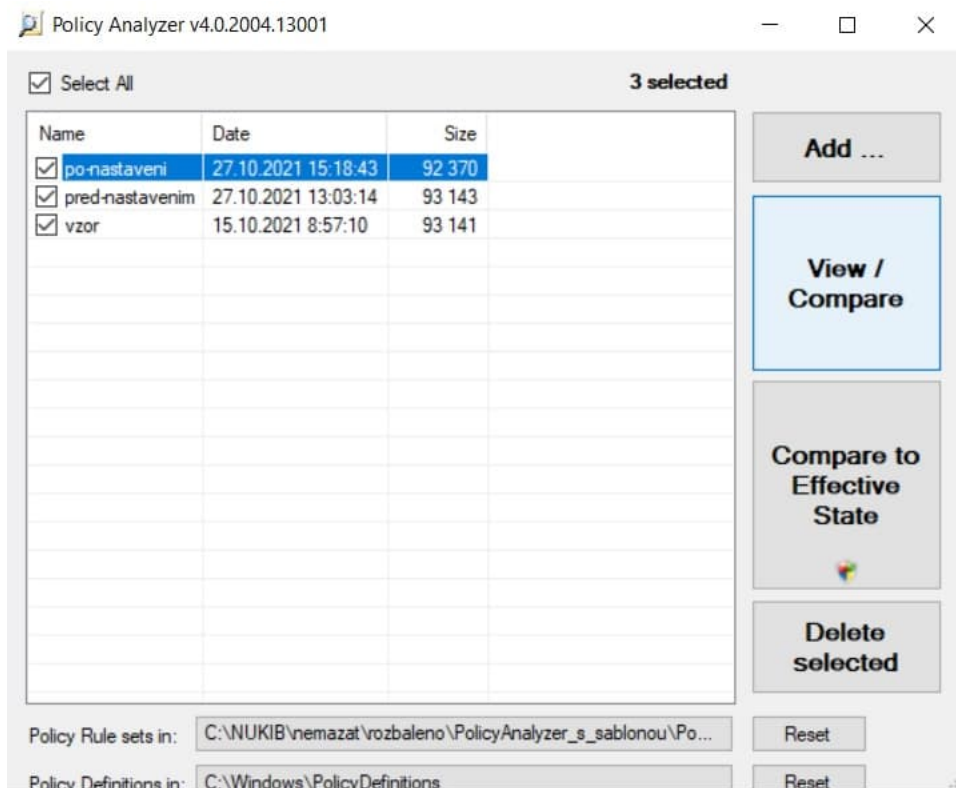 Policy Analyzer v4.0.2004.13001
Select All 3 selected
Name Date Size
po-nastaveni 27.10.2021 15:18:43 92 370
pred-nastavenim 27.10.2021 13:03:14 93 143
vzor 15.10.2021 8:57:10 93 141
Add ...
View /
Compare
Compare to
Effective
State
Delete
selected
Policy Rule sets in: C:\NUKIB\nemazat\rozbaleno\PolicyAnalyzer_s_sablonou\Po... Reset
Policy Definitions in: C:\Windows\PolicyDefinitions Reset